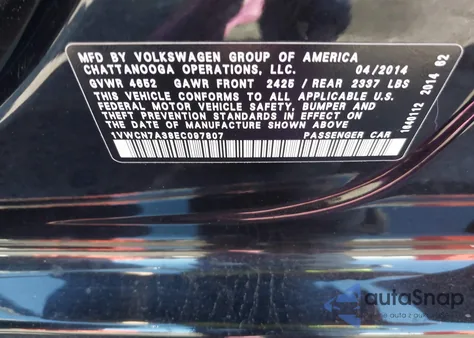 MFD BY VOLKSWAGEN GROUP OF AMERICA
CHATTANOOGA OPERATIONS, LLC. 04/2014
GVWR 4652 GAWR FRONT 2425 / REAR 2337 LBS
THIS VEHICLE CONFORMS TO ALL APPLICABLE U.S.
FEDERAL MOTOR VEHICLE SAFETY, BUMPER AND
THEFT PREVENTION STANDARDS IN EFFECT ON
THE DATE OF MANUFACTURE SHOWN ABOVE.
1VWCN7A38EC097807 PASSENGER CAR
1640112 2014 62
autoSnap